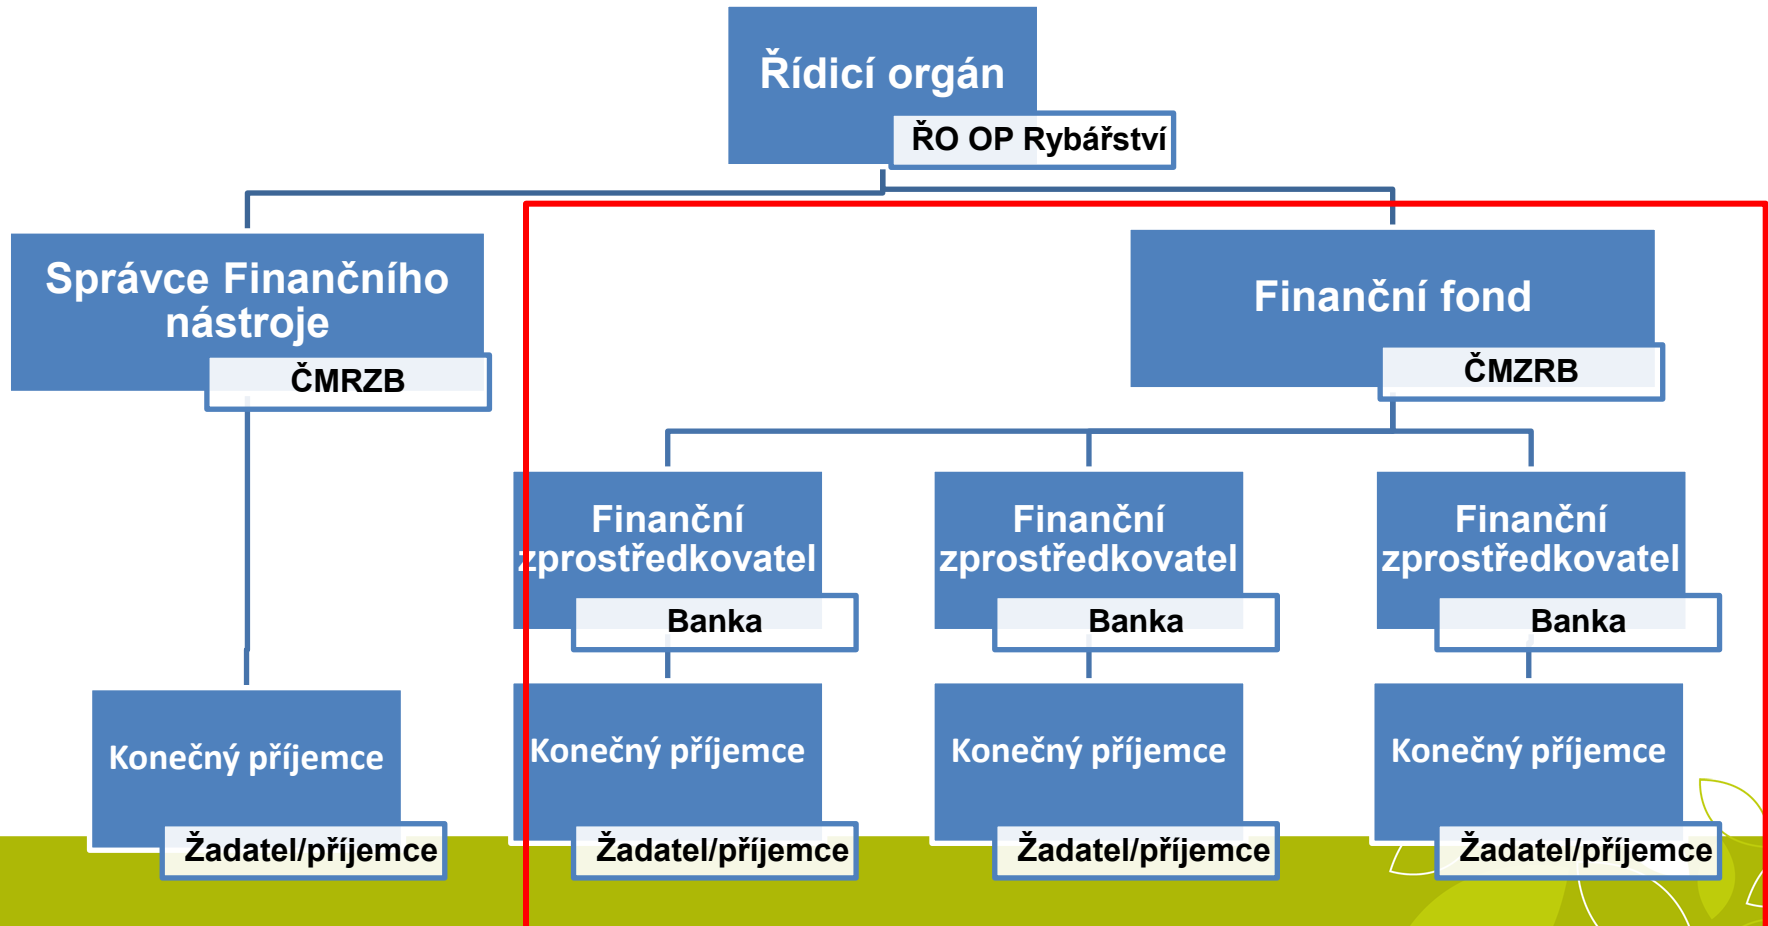 Řídicí orgán
ŘO OP Rybářství
Správce Finančního
nástroje
ČMRZB
Finanční fond
ČMZRB
Finanční
zprostředkovatel
Banka
Finanční
zprostředkovatel
Banka
Finanční
zprostředkovatel
Banka
Konečný příjemce
Žadatel/příjemce
Konečný příjemce
Žadatel/příjemce
Konečný příjemce
Žadatel/příjemce
Konečný příjemce
Žadatel/příjemce